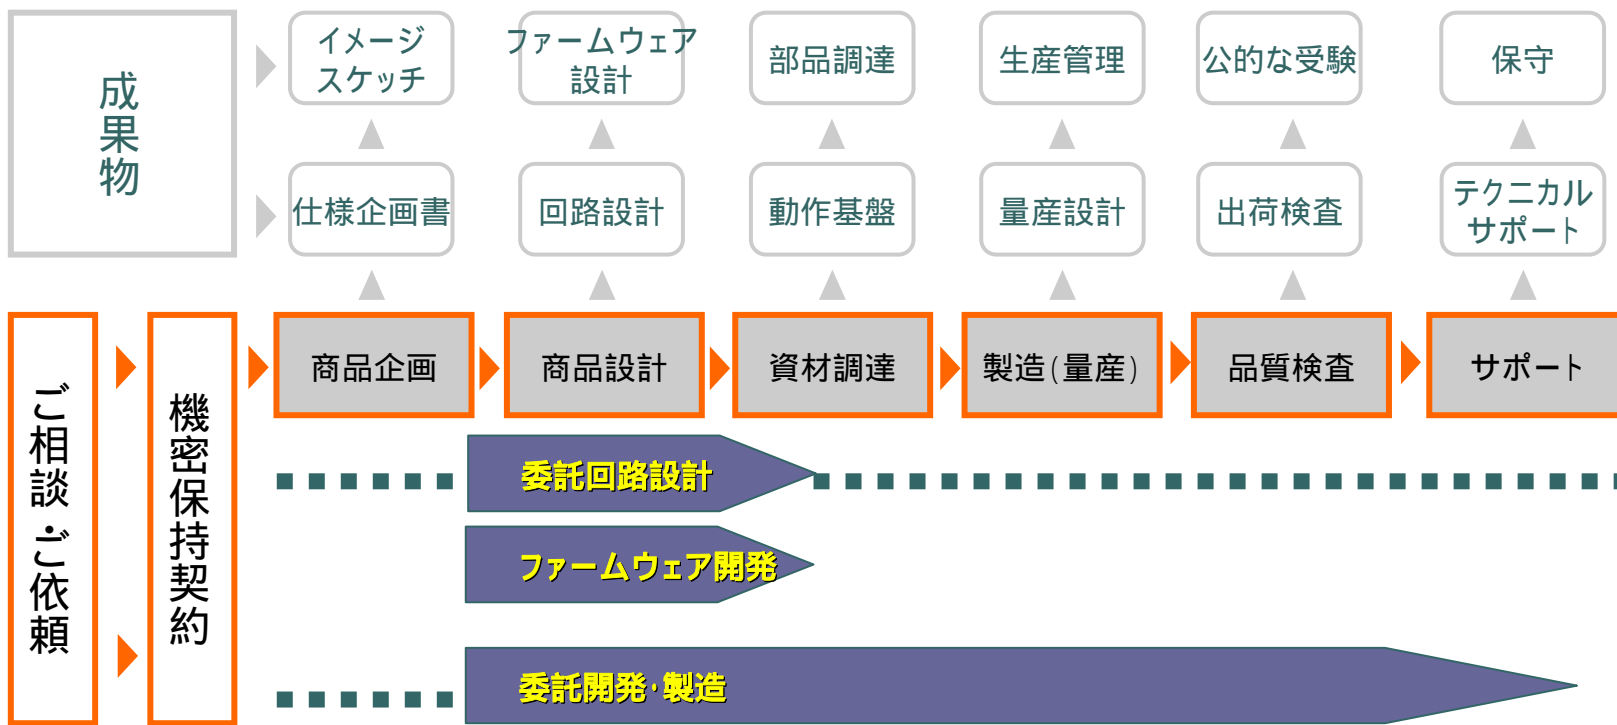 成果物
イメージ
スケッチ
ファームウェア
設計
部品調達
生産管理
公的な受験
保守
仕様企画書
回路設計
動作基盤
量産設計
出荷検査
テクニカル
サポート
ご相談・ご依頼
機密保持契約
商品企画
商品設計
資材調達
製造(量産)
品質検査
サポート
委託回路設計
ファームウェア開発
委託開発・製造